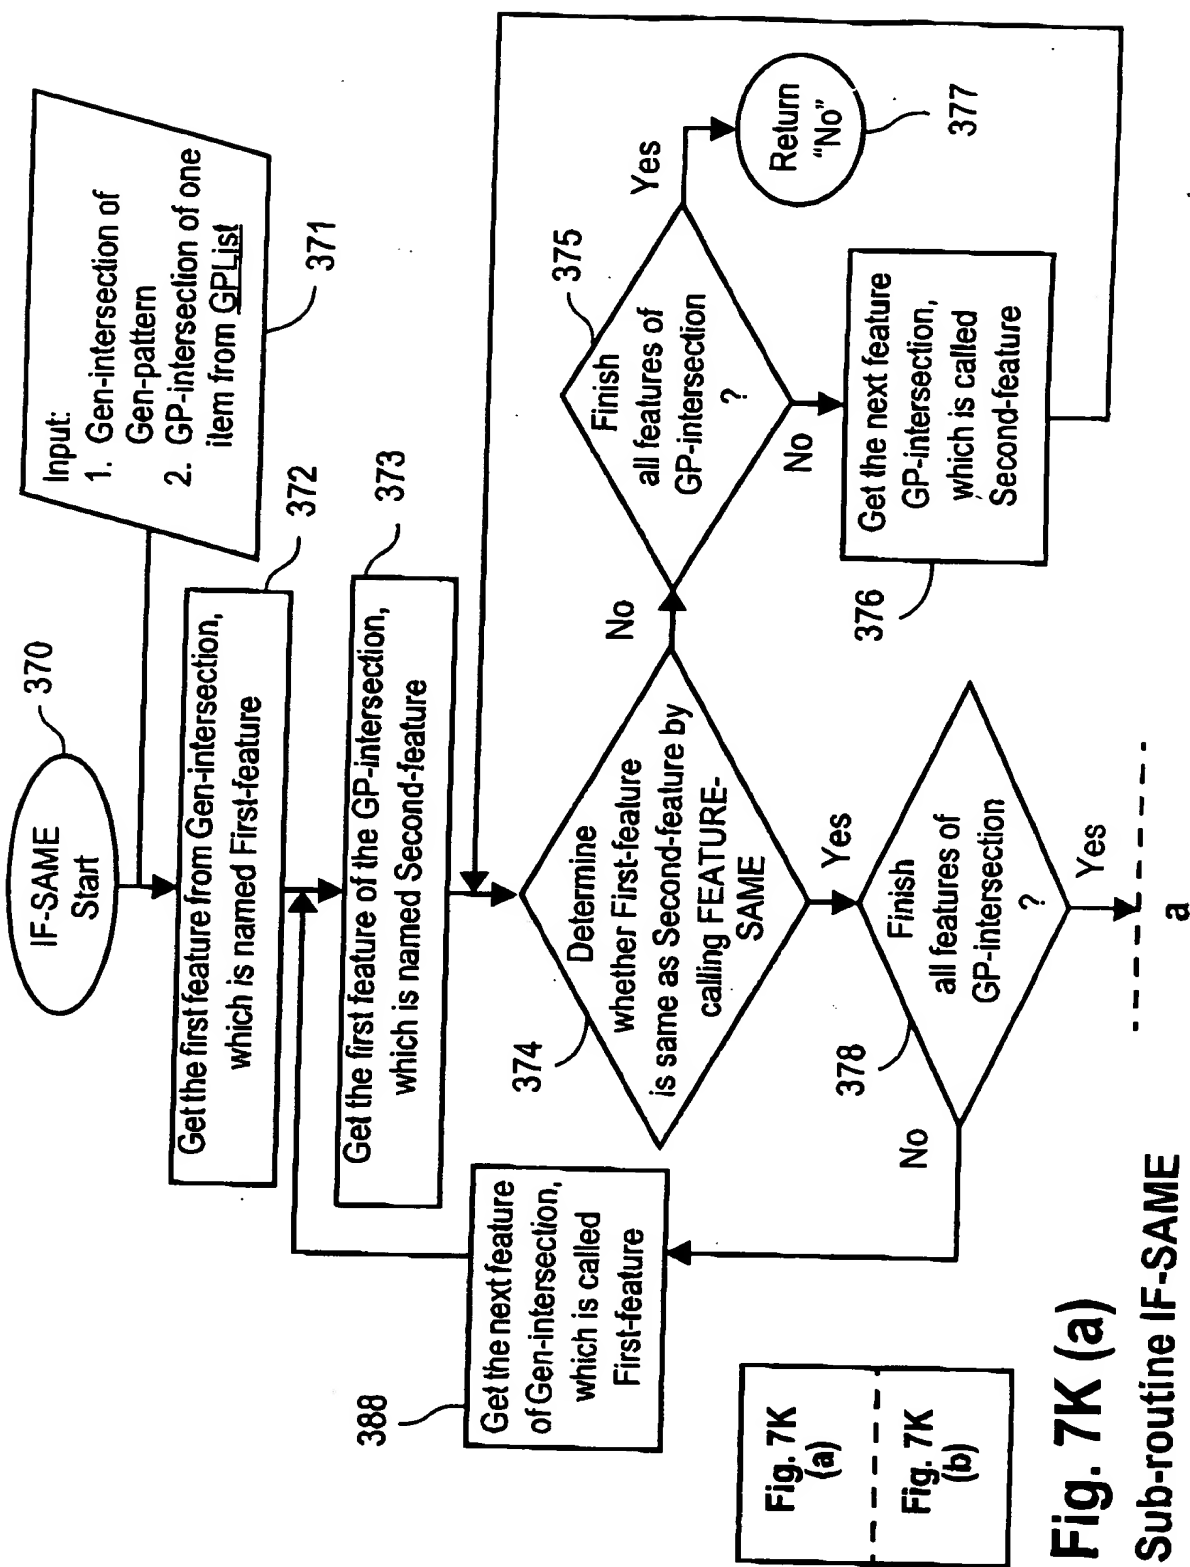 IF-SAME
Start
370
Input:
1. Gen-intersection of
Gen-pattern
2. GP-intersection of one
item from GPList
371
Get the first feature from Gen-intersection,
which is named First-feature
372
Get the first feature of the GP-intersection,
which is named Second-feature
373
Determine
whether First-feature
is same as Second-feature by
calling FEATURE-
SAME
374
No
Yes
Finish
all features of
GP-intersection
?
375
Yes
Return
“No”
377
No
Get the next feature
GP-intersection,
which is called
Second-feature
376
Finish
all features of
GP-intersection
?
378
No
Yes
a
Get the next feature
of Gen-intersection,
which is called
First-feature
388
Fig. 7K
(a)
Fig. 7K
(b)
Fig. 7K (a)
Sub-routine IF-SAME